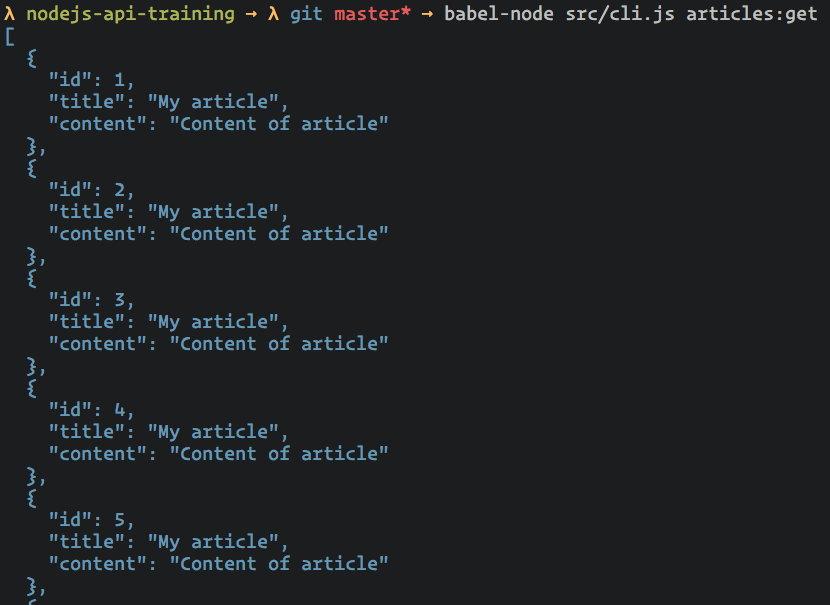 λ nodejs-api-training → λ git master* → babel-node src/cli.js articles:get
[
  {
    "id": 1,
    "title": "My article",
    "content": "Content of article"
  },
  {
    "id": 2,
    "title": "My article",
    "content": "Content of article"
  },
  {
    "id": 3,
    "title": "My article",
    "content": "Content of article"
  },
  {
    "id": 4,
    "title": "My article",
    "content": "Content of article"
  },
  {
    "id": 5,
    "title": "My article",
    "content": "Content of article"
  },
  {